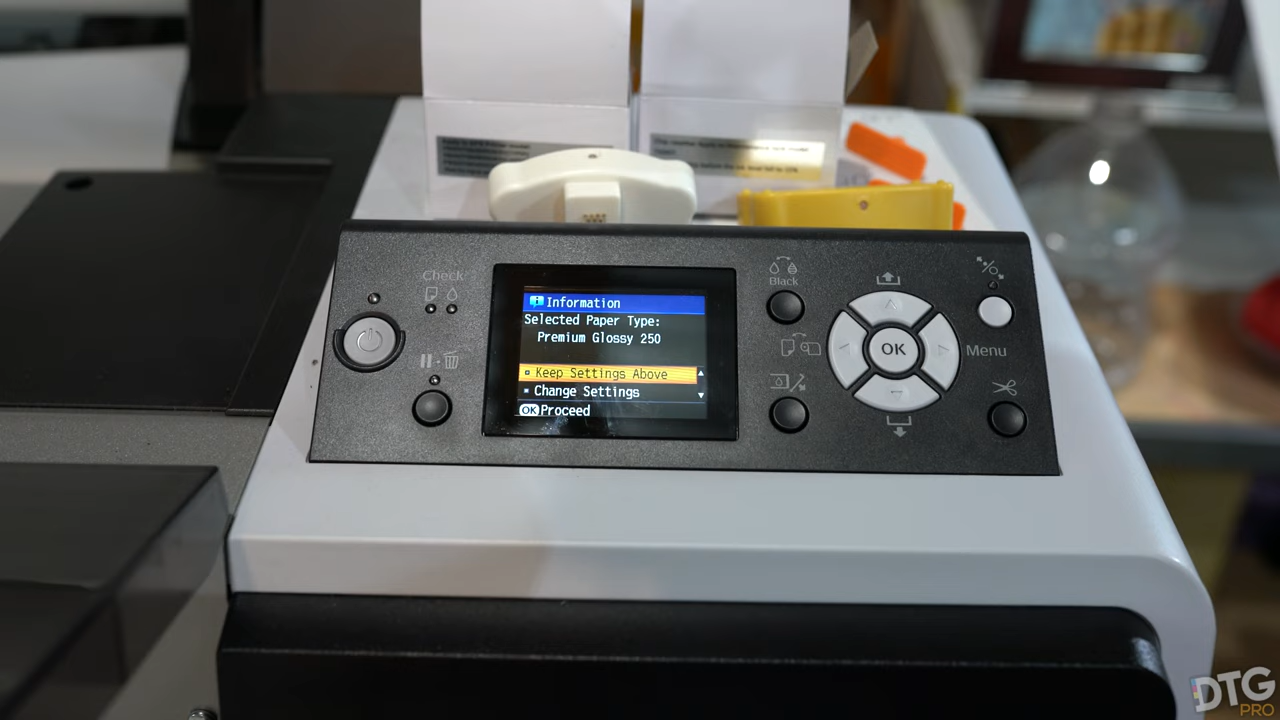 Check
Information
Selected Paper Type:
Premium Glossy 250
Keep Settings Above
Change Settings
OK Proceed
Black
OK
Menu
DTG
PRO